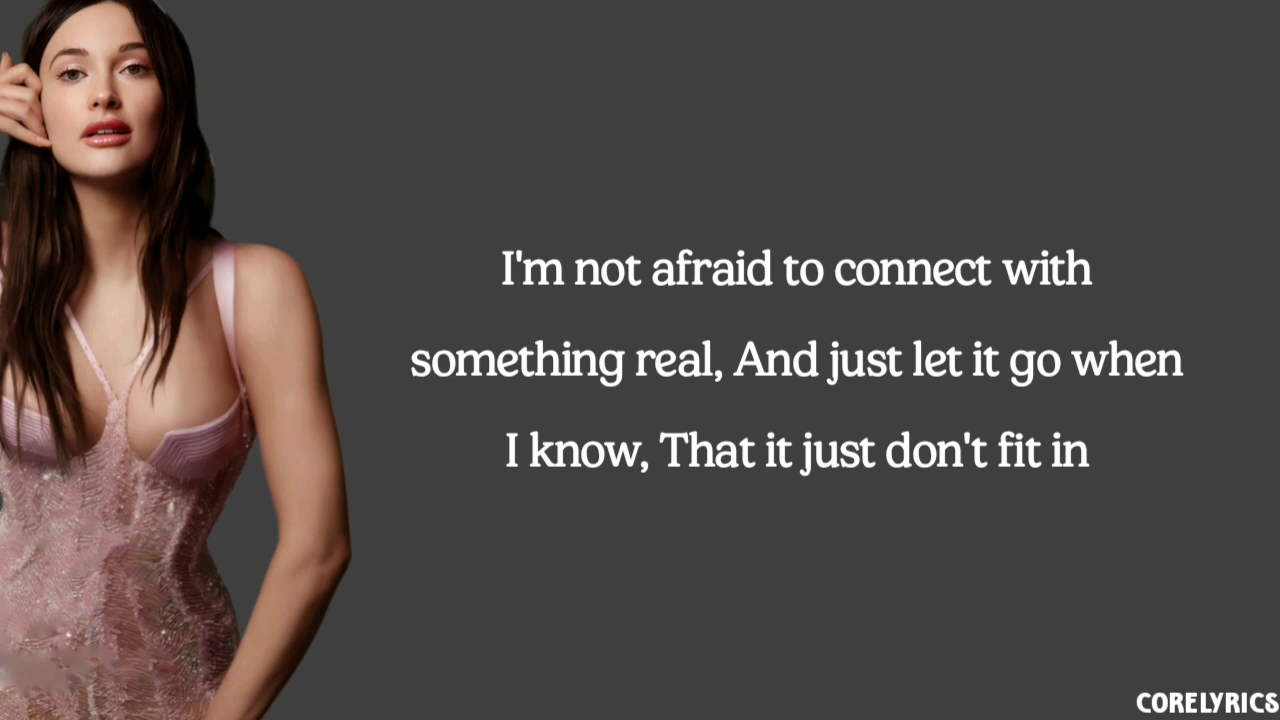 I'm not afraid to connect with
something real, And just let it go when
I know, That it just don't fit in
CORELYRICS